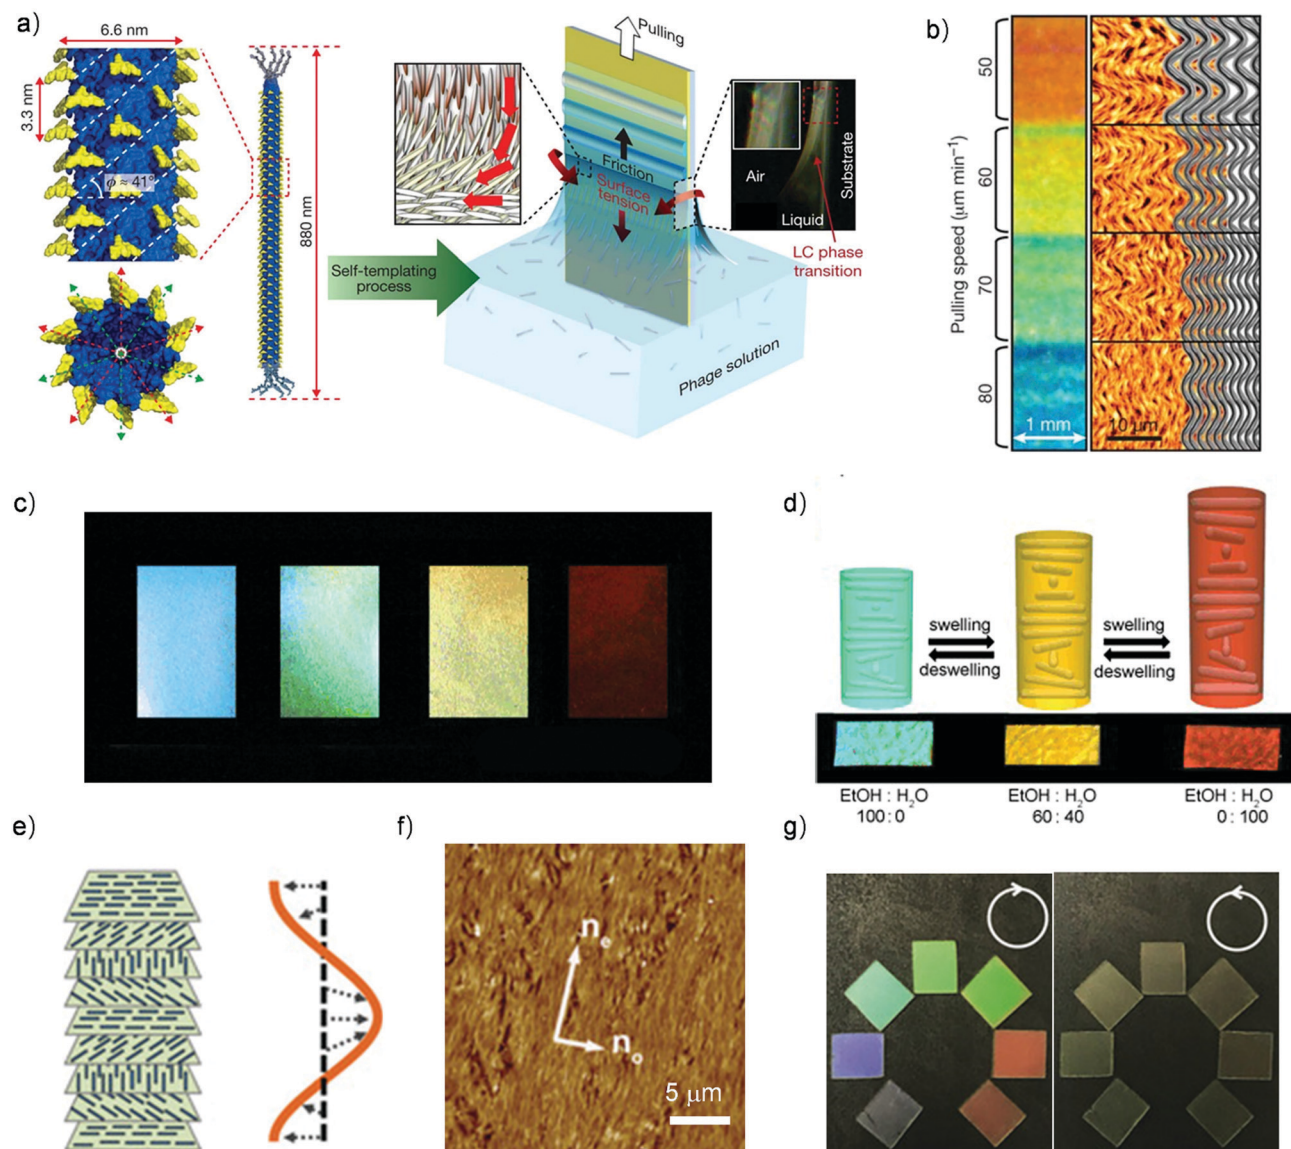 a)
6.6 nm
3.3 nm
ϕ ≈ 41°
880 nm
Self-templating
process
Pulling
Friction
Surface
tension
Phage solution
Air
Liquid
Substrate
LC phase
transition
b)
Pulling speed (μm min⁻¹)
50
60
70
80
1 mm
10 μm
c)
d)
swelling
deswelling
swelling
deswelling
EtOH : H₂O
100 : 0
EtOH : H₂O
60 : 40
EtOH : H₂O
0 : 100
e)
f)
nₑ
nₒ
5 μm
g)